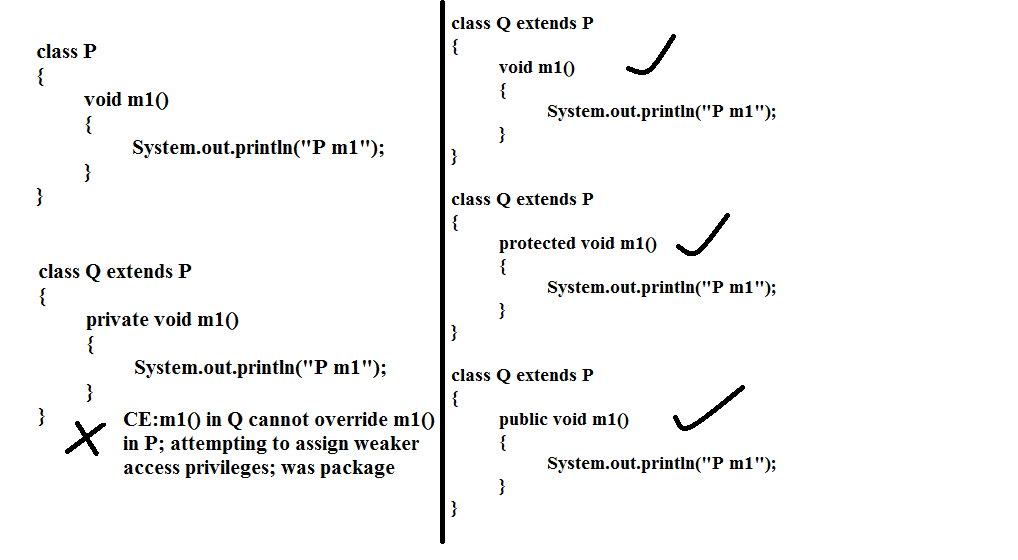 class P
{
void m1()
{
System.out.println("P m1");
}
}
class Q extends P
{
private void m1()
{
System.out.println("P m1");
}
}
CE:m1() in Q cannot override m1()
in P; attempting to assign weaker
access privileges; was package
class Q extends P
{
void m1()
{
System.out.println("P m1");
}
}
class Q extends P
{
protected void m1()
{
System.out.println("P m1");
}
}
class Q extends P
{
public void m1()
{
System.out.println("P m1");
}
}